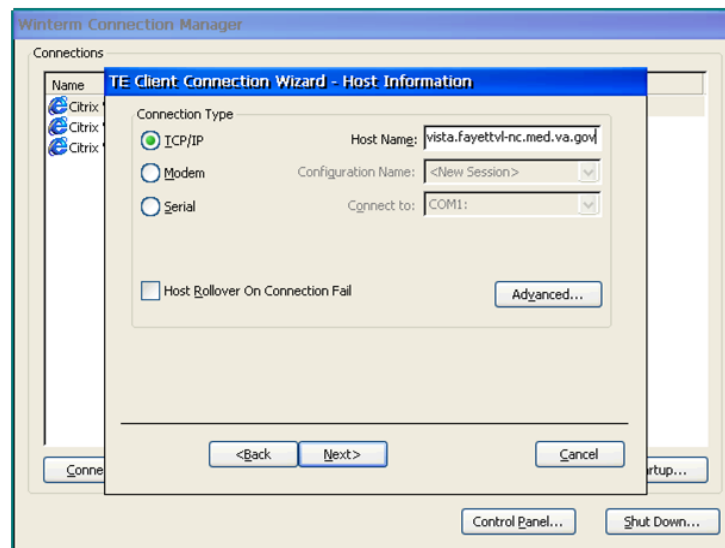 Winterm Connection Manager
Connections
Name
TE Client Connection Wizard - Host Information
Citrix
Citrix
Citrix
Connection Type
TCP/IP
Host Name:
vista.fayettvl-nc.med.va.gov
Modem
Configuration Name:
<New Session>
Serial
Connect to:
COM1:
Host Rollover On Connection Fail
Advanced...
<Back
Next>
Cancel
Conne
rtup...
Control Panel...
Shut Down...